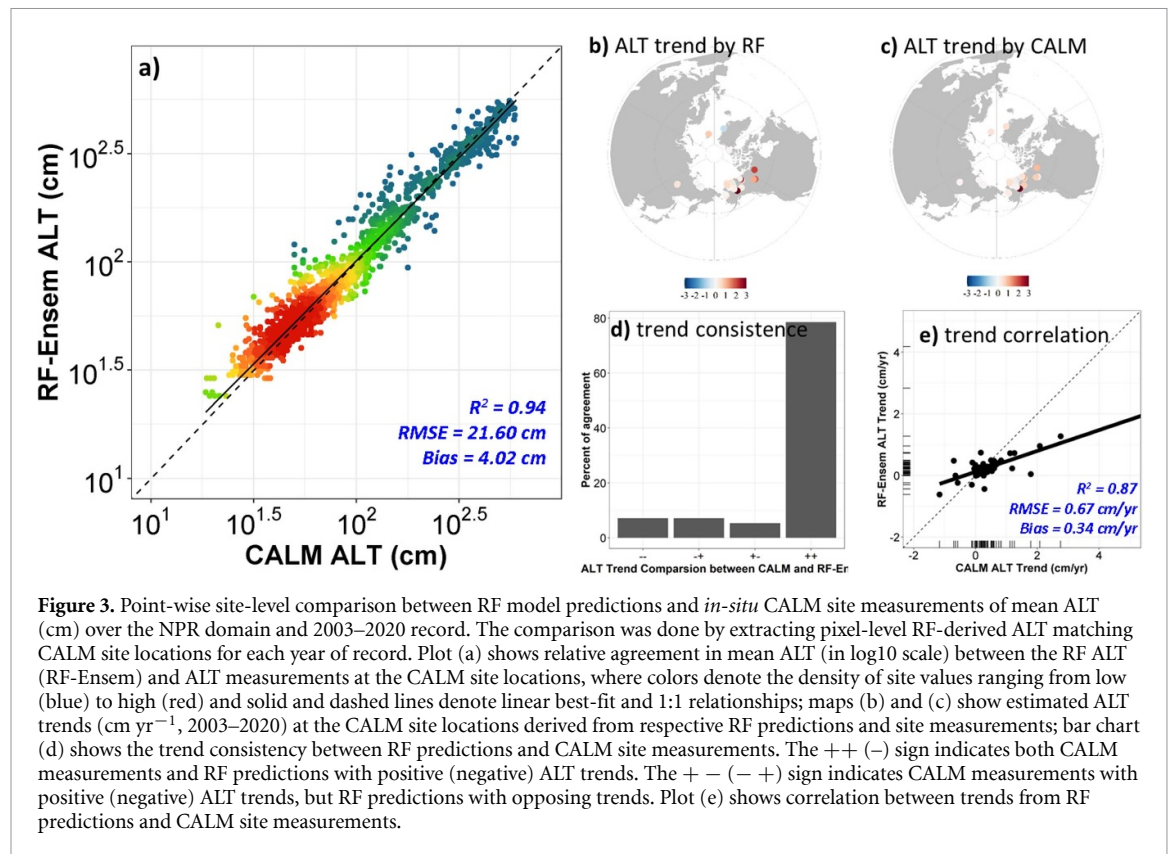 a)
RF-Ensem ALT (cm)
10^2.5
10^2
10^1.5
10^1
R² = 0.94
RMSE = 21.60 cm
Bias = 4.02 cm
10^1 10^1.5 10^2 10^2.5
CALM ALT (cm)
b) ALT trend by RF
-3 -2 -1 0 1 2 3
c) ALT trend by CALM
-3 -2 -1 0 1 2 3
d) trend consistence
Percent of agreement
80
60
40
20
0
-- -+ +- ++
ALT Trend Comparsion between CALM and RF-Er
e) trend correlation
RF-Ensem ALT Trend (cm/yr)
4
2
0
-2
R² = 0.87
RMSE = 0.67 cm/yr
Bias = 0.34 cm/yr
-2 0 2 4
CALM ALT Trend (cm/yr)
Figure 3. Point-wise site-level comparison between RF model predictions and in-situ CALM site measurements of mean ALT
(cm) over the NPR domain and 2003–2020 record. The comparison was done by extracting pixel-level RF-derived ALT matching
CALM site locations for each year of record. Plot (a) shows relative agreement in mean ALT (in log10 scale) between the RF ALT
(RF-Ensem) and ALT measurements at the CALM site locations, where colors denote the density of site values ranging from low
(blue) to high (red) and solid and dashed lines denote linear best-fit and 1:1 relationships; maps (b) and (c) show estimated ALT
trends (cm yr⁻¹, 2003–2020) at the CALM site locations derived from respective RF predictions and site measurements; bar chart
(d) shows the trend consistency between RF predictions and CALM site measurements. The ++ (–) sign indicates both CALM
measurements and RF predictions with positive (negative) ALT trends. The + − (− +) sign indicates CALM measurements with
positive (negative) ALT trends, but RF predictions with opposing trends. Plot (e) shows correlation between trends from RF
predictions and CALM site measurements.